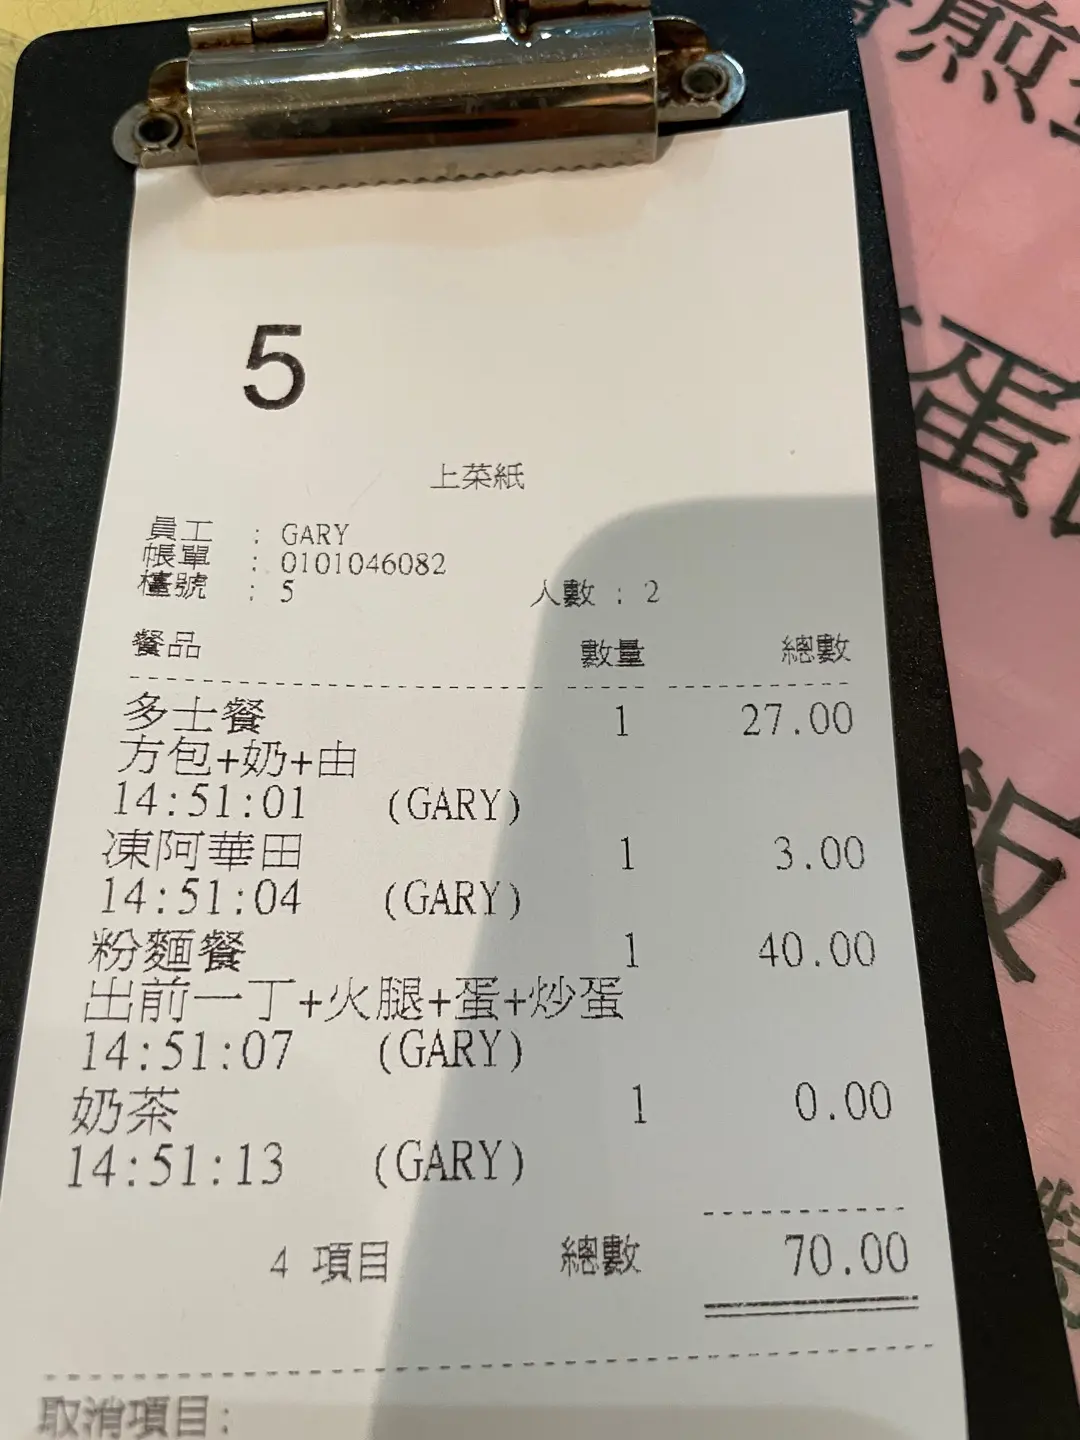 5
上菜紙
員工 : GARY
帳單 : 0101046082
檯號 : 5 人數 : 2
餐品 數量 總數
多士餐 1 27.00
方包+奶+由
14:51:01 (GARY)
凍阿華田 1 3.00
14:51:04 (GARY)
粉麵餐 1 40.00
出前一丁+火腿+蛋+炒蛋
14:51:07 (GARY)
奶茶 1 0.00
14:51:13 (GARY)
4 項目 總數 70.00
取消項目:
煎
蛋
飯